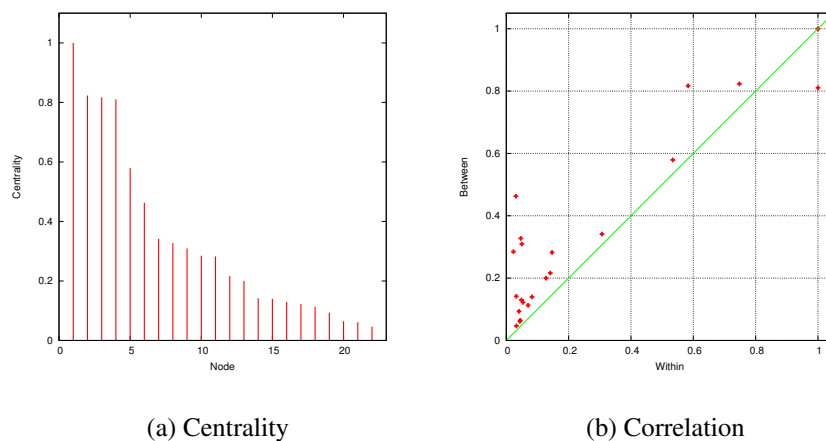 1
0.8
0.6
0.4
0.2
0
Centrality
0 5 10 15 20
Node
(a) Centrality
1
0.8
0.6
0.4
0.2
0
Between
0.2 0.4 0.6 0.8 1
Within
(b) Correlation